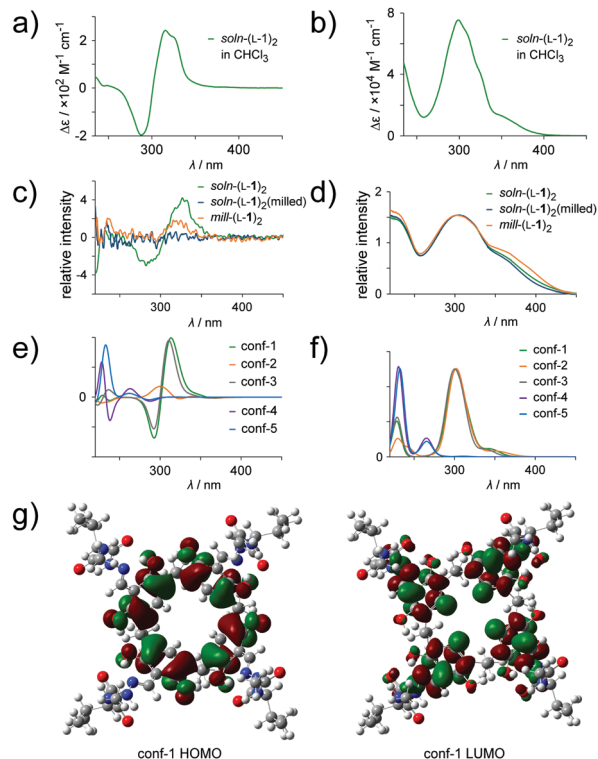 a)
2
0
-2
Δε / ×10² M⁻¹ cm⁻¹
soln-(L-1)₂
in CHCl₃
300
400
λ / nm
b)
8
4
0
Δε / ×10⁴ M⁻¹ cm⁻¹
soln-(L-1)₂
in CHCl₃
300
400
λ / nm
c)
4
0
-4
relative intensity
soln-(L-1)₂
soln-(L-1)₂(milled)
mill-(L-1)₂
300
400
λ / nm
d)
2
1
0
relative intensity
soln-(L-1)₂
soln-(L-1)₂(milled)
mill-(L-1)₂
300
400
λ / nm
e)
0
conf-1
conf-2
conf-3
conf-4
conf-5
300
400
λ / nm
f)
conf-1
conf-2
conf-3
conf-4
conf-5
300
400
λ / nm
g)
conf-1 HOMO
conf-1 LUMO